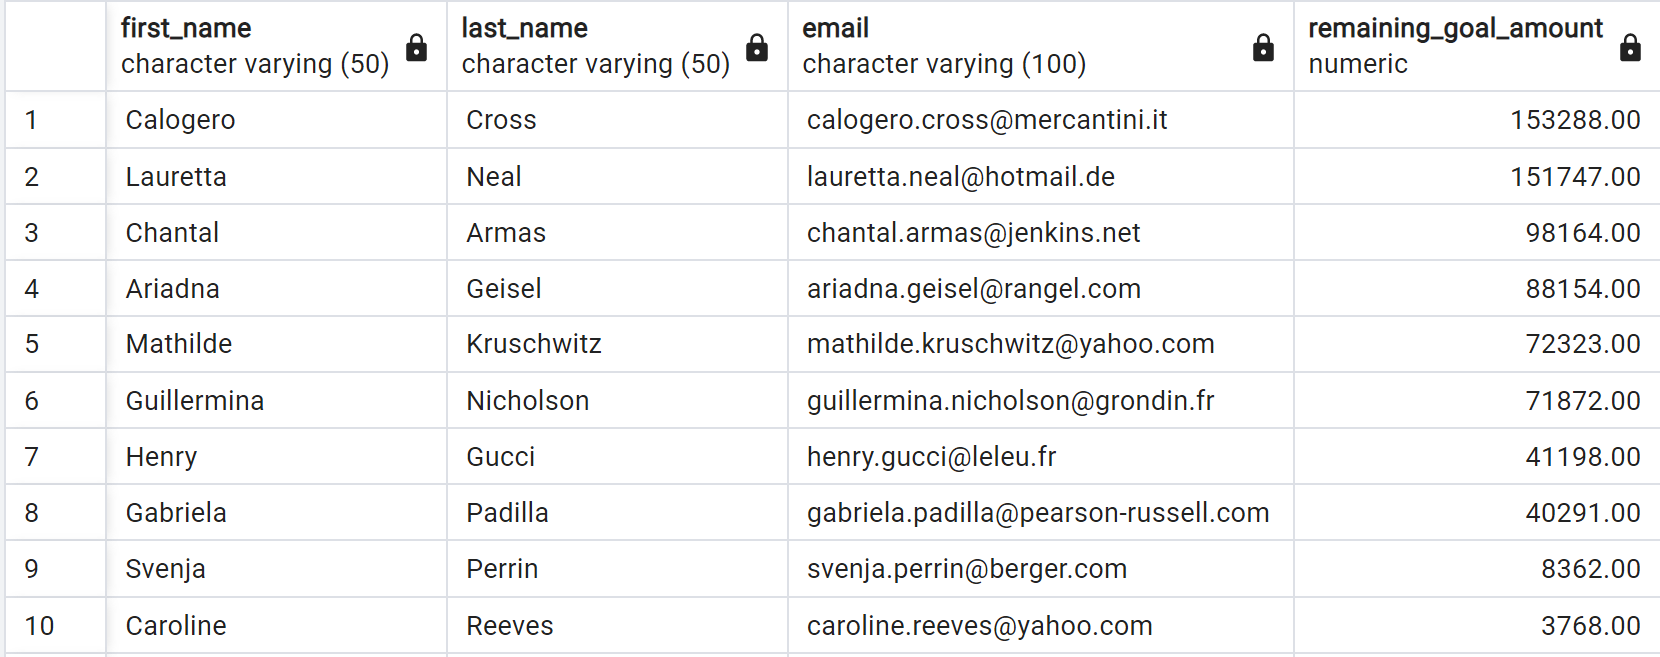 first_name last_name email remaining_goal_amount
character varying (50) character varying (50) character varying (100) numeric
1 Calogero Cross calogero.cross@mercantini.it 153288.00
2 Lauretta Neal lauretta.neal@hotmail.de 151747.00
3 Chantal Armas chantal.armas@jenkins.net 98164.00
4 Ariadna Geisel ariadna.geisel@rangel.com 88154.00
5 Mathilde Kruschwitz mathilde.kruschwitz@yahoo.com 72323.00
6 Guillermina Nicholson guillermina.nicholson@grondin.fr 71872.00
7 Henry Gucci henry.gucci@leleu.fr 41198.00
8 Gabriela Padilla gabriela.padilla@pearson-russell.com 40291.00
9 Svenja Perrin svenja.perrin@berger.com 8362.00
10 Caroline Reeves caroline.reeves@yahoo.com 3768.00